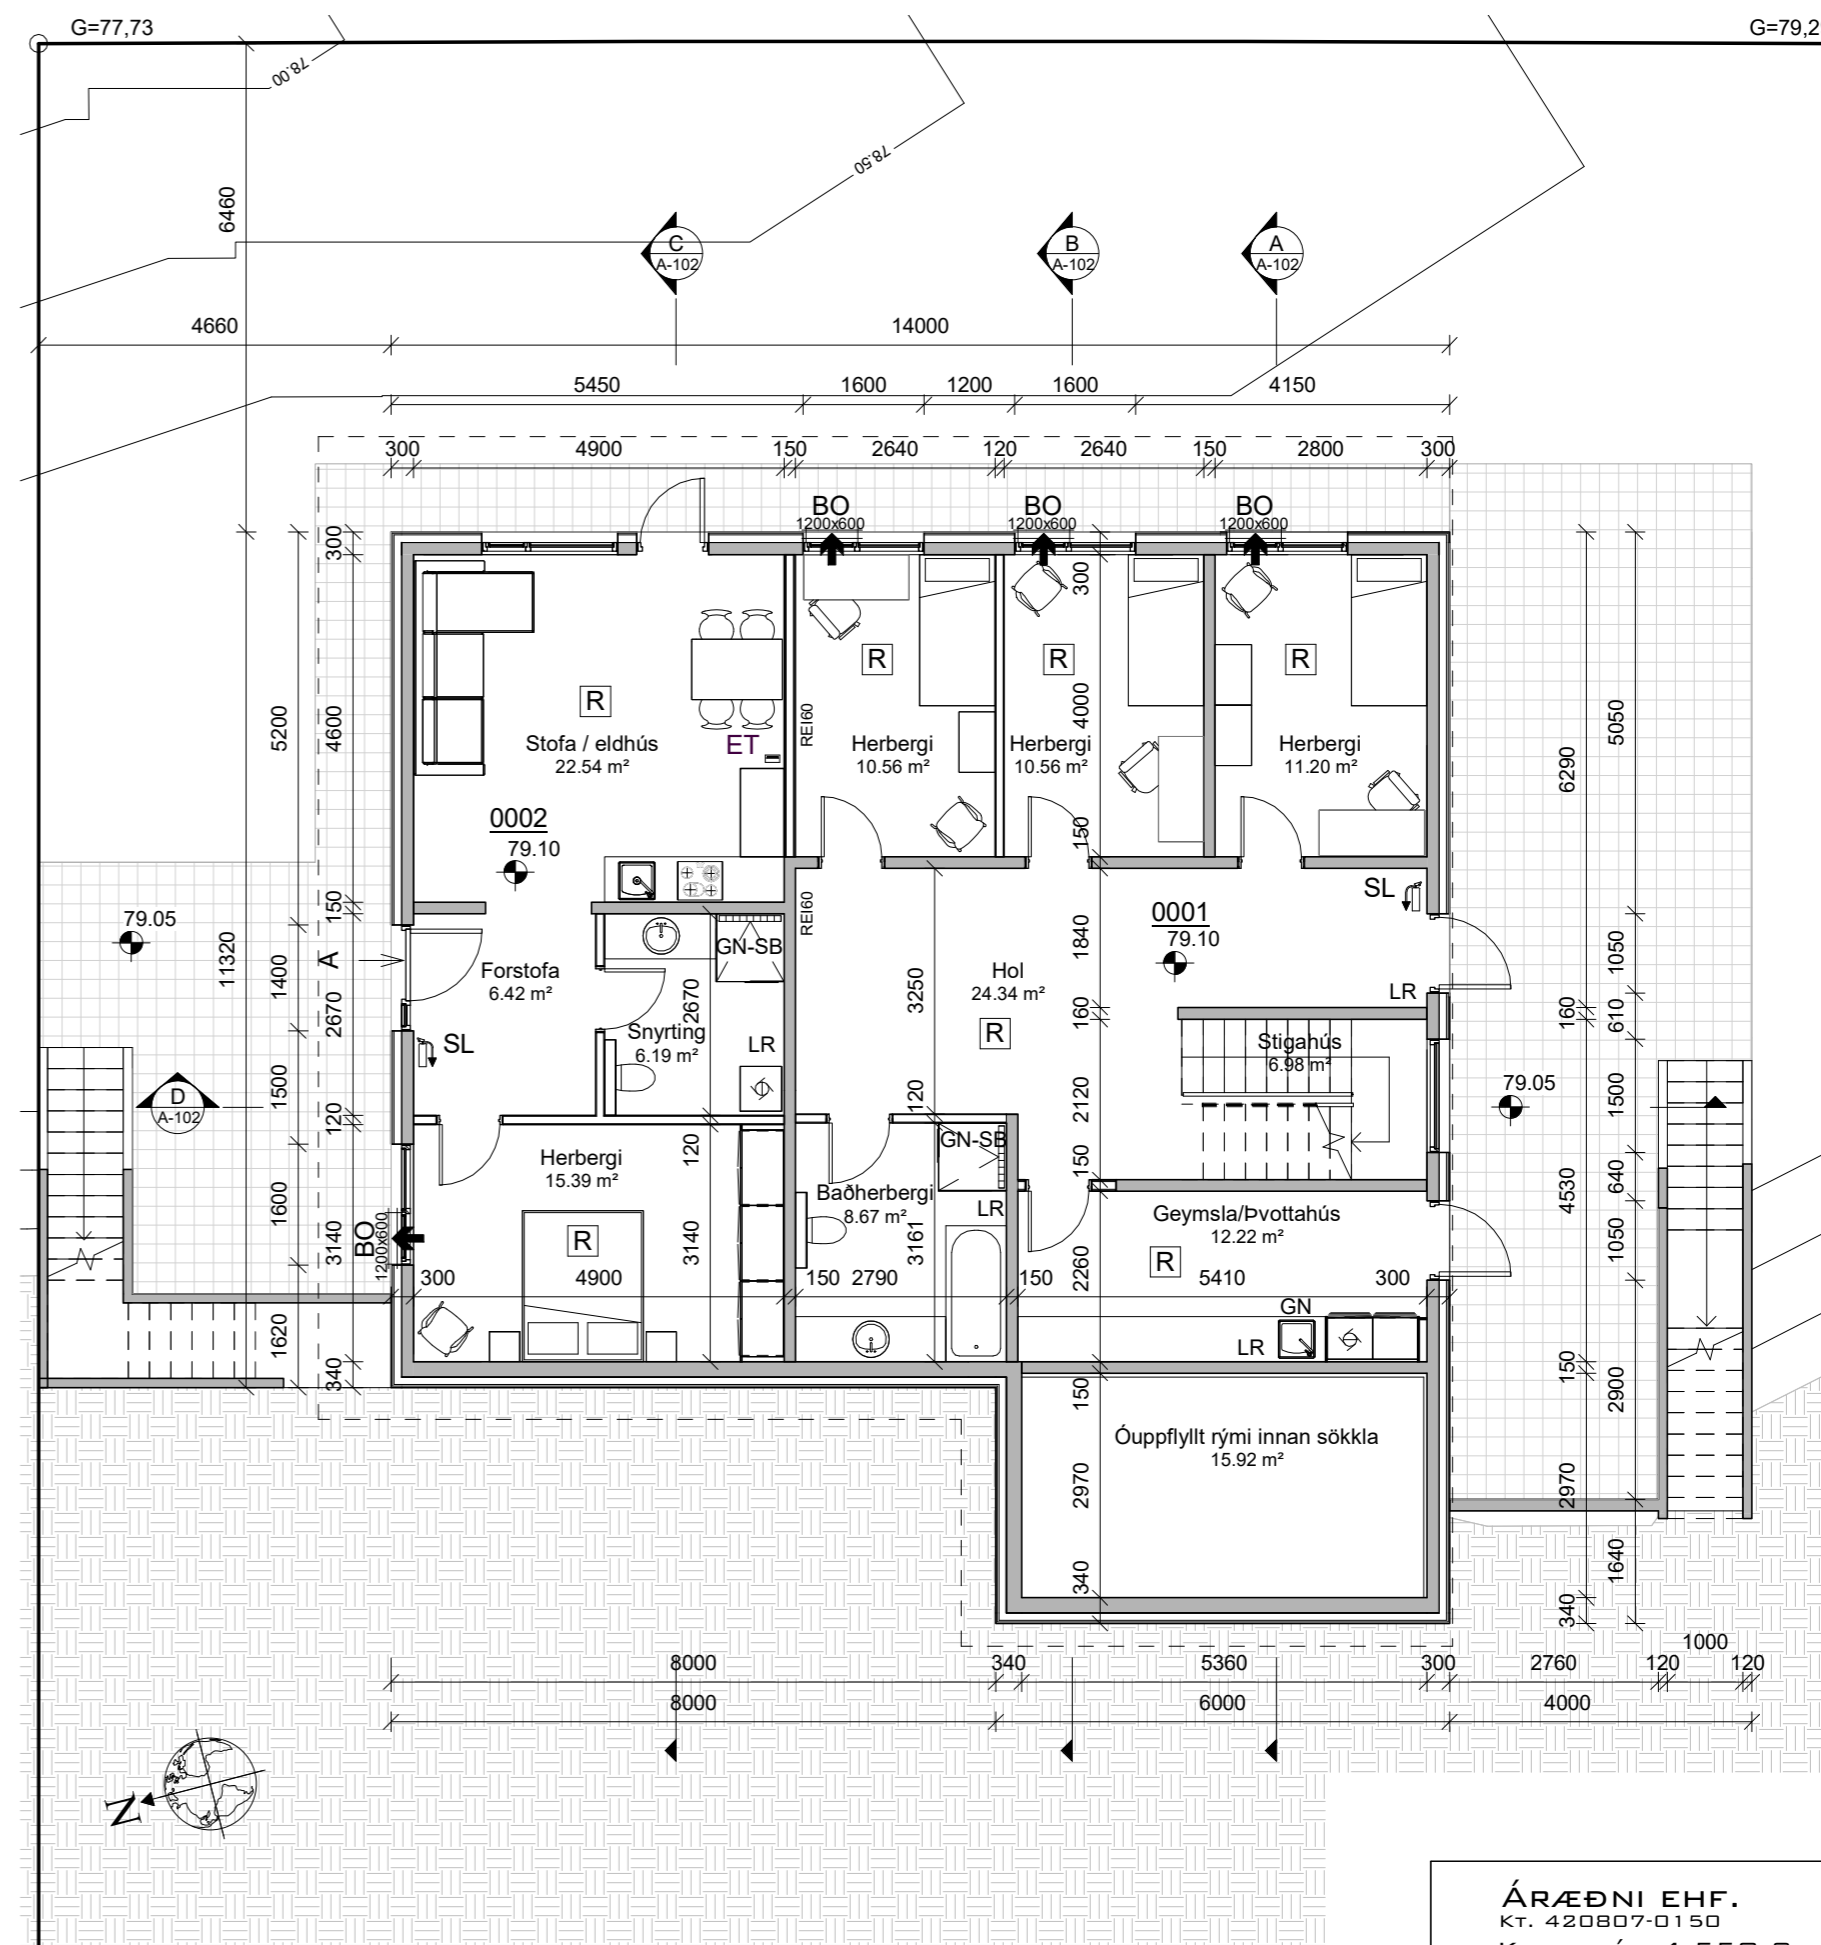 G=77,73
G=79,2
78.00
78.50
6460
C
A-102
B
A-102
A
A-102
4660
14000
5450
1600
1200
1600
4150
300
4900
150
2640
120
2640
150
2800
300
BO
1200x600
BO
1200x600
BO
1200x600
300
300
R
R
R
R
5200
4600
REI60
4000
5050
6290
Stofa / eldhús
22.54 m²
ET
Herbergi
10.56 m²
Herbergi
10.56 m²
Herbergi
11.20 m²
0002
79.10
150
150
SL
79.05
11320
1400
A
2670
REI60
0001
79.10
1840
1050
GN-SB
Forstofa
6.42 m²
2670
3250
Hol
24.34 m²
160
LR
160
610
R
SL
Snyrting
6.19 m²
LR
Stigahús
6.98 m²
D
A-102
1500
120
120
2120
79.05
1500
GN-SB
Herbergi
15.39 m²
120
150
640
Baðherbergi
8.67 m²
LR
Geymsla/Þvottahús
12.22 m²
4530
1600
3140
BO
1200x600
R
3140
3161
2260
R
1050
300
4900
150
2790
150
5410
300
GN
LR
1620
340
150
150
2900
Óuppflyllt rými innan sökkla
15.92 m²
2970
2970
340
340
1640
8000
340
5360
300
2760
120
1000
120
8000
6000
4000
N
ÁRÆÐNI EHF.
KT. 420807-0150